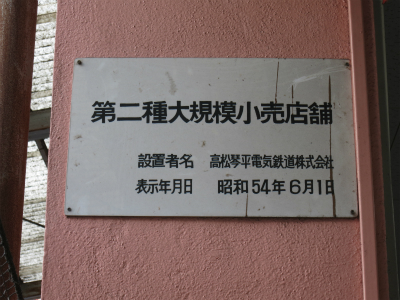 第二種大規模小売店舗
設置者名 高松琴平電気鉄道株式会社
表示年月日 昭和54年6月1日